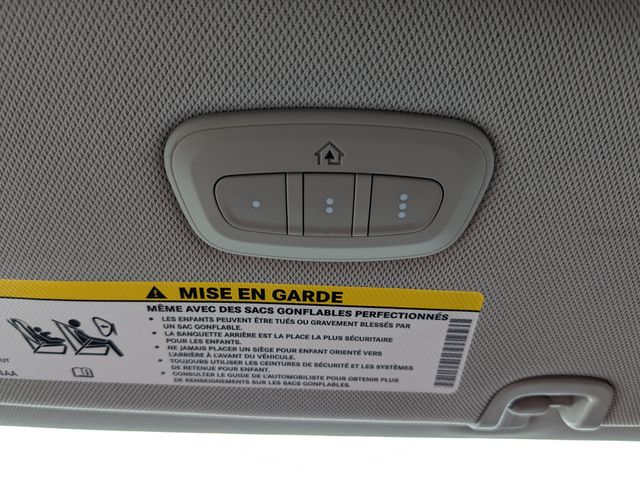 MISE EN GARDE
MÊME AVEC DES SACS GONFLABLES PERFECTIONNÉS
• LES ENFANTS PEUVENT ÊTRE TUÉS OU GRAVEMENT BLESSÉS PAR
UN SAC GONFLABLE.
• LA BANQUETTE ARRIÈRE EST LA PLACE LA PLUS SÉCURITAIRE
POUR LES ENFANTS.
• NE JAMAIS PLACER UN SIÈGE POUR ENFANT ORIENTÉ VERS
L'ARRIÈRE À L'AVANT DU VÉHICULE.
• TOUJOURS UTILISER LES CEINTURES DE SÉCURITÉ ET LES SYSTÈMES
DE RETENUE POUR ENFANT.
• CONSULTER LE GUIDE DE L'AUTOMOBILISTE POUR OBTENIR PLUS
DE RENSEIGNEMENTS SUR LES SACS GONFLABLES.